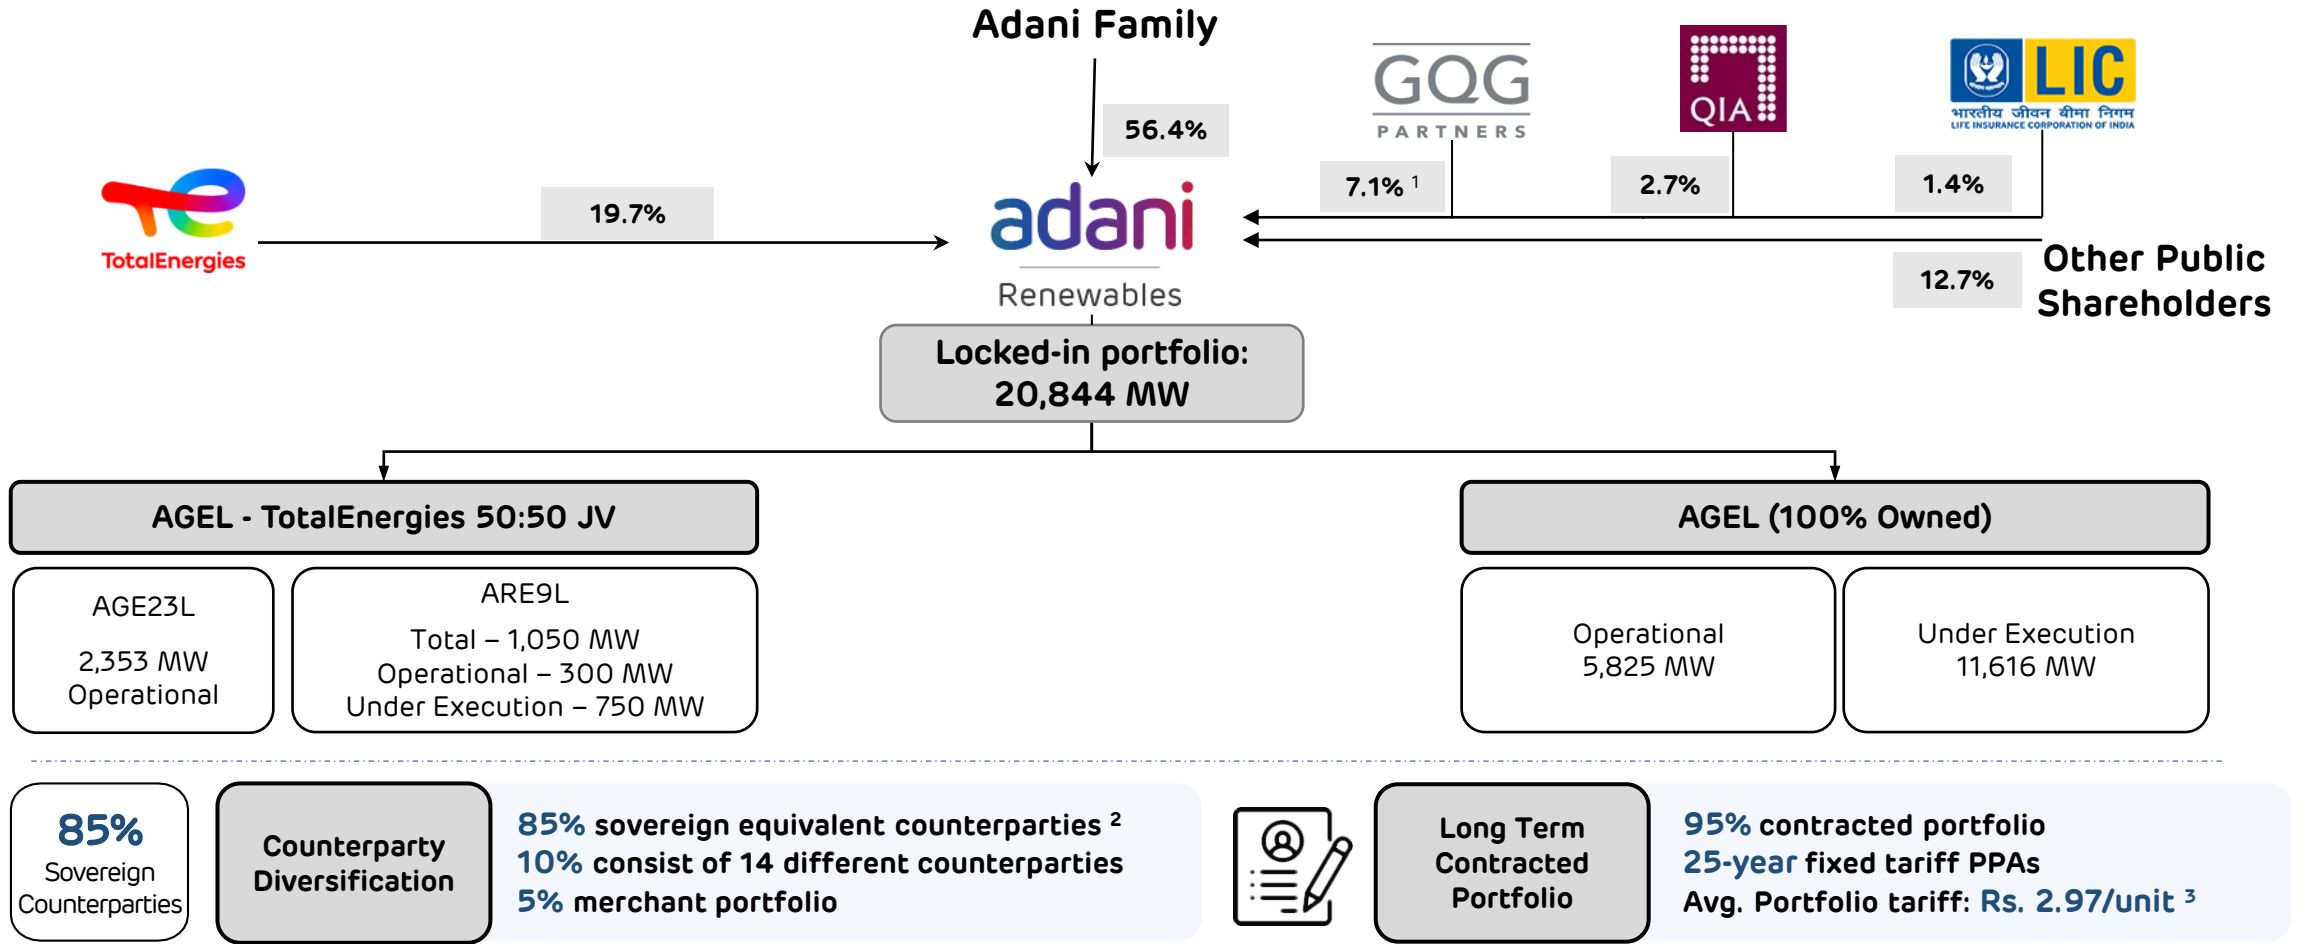 Adani Family
GQG
PARTNERS
QIA
LIC
भारतीय जीवन बीमा निगम
LIFE INSURANCE CORPORATION OF INDIA
56.4%
7.1% 1
2.7%
1.4%
19.7%
TotalEnergies
adani
Renewables
12.7%
Other Public
Shareholders
Locked-in portfolio:
20,844 MW
AGEL - TotalEnergies 50:50 JV
AGEL (100% Owned)
AGE23L
2,353 MW
Operational
ARE9L
Total – 1,050 MW
Operational – 300 MW
Under Execution – 750 MW
Operational
5,825 MW
Under Execution
11,616 MW
85%
Sovereign
Counterparties
Counterparty
Diversification
85% sovereign equivalent counterparties 2
10% consist of 14 different counterparties
5% merchant portfolio
Long Term
Contracted
Portfolio
95% contracted portfolio
25-year fixed tariff PPAs
Avg. Portfolio tariff: Rs. 2.97/unit 3